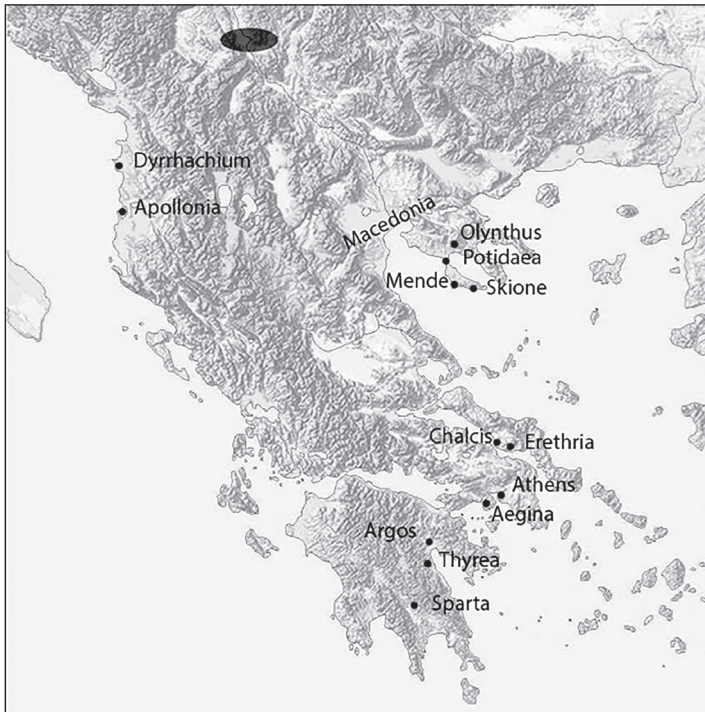 Dyrrhachium
Apollonia
Macedonia
Olynthus
Potidaea
Mende
Skione
Chalcis
Erethria
Athens
Aegina
Argos
Thyrea
Sparta